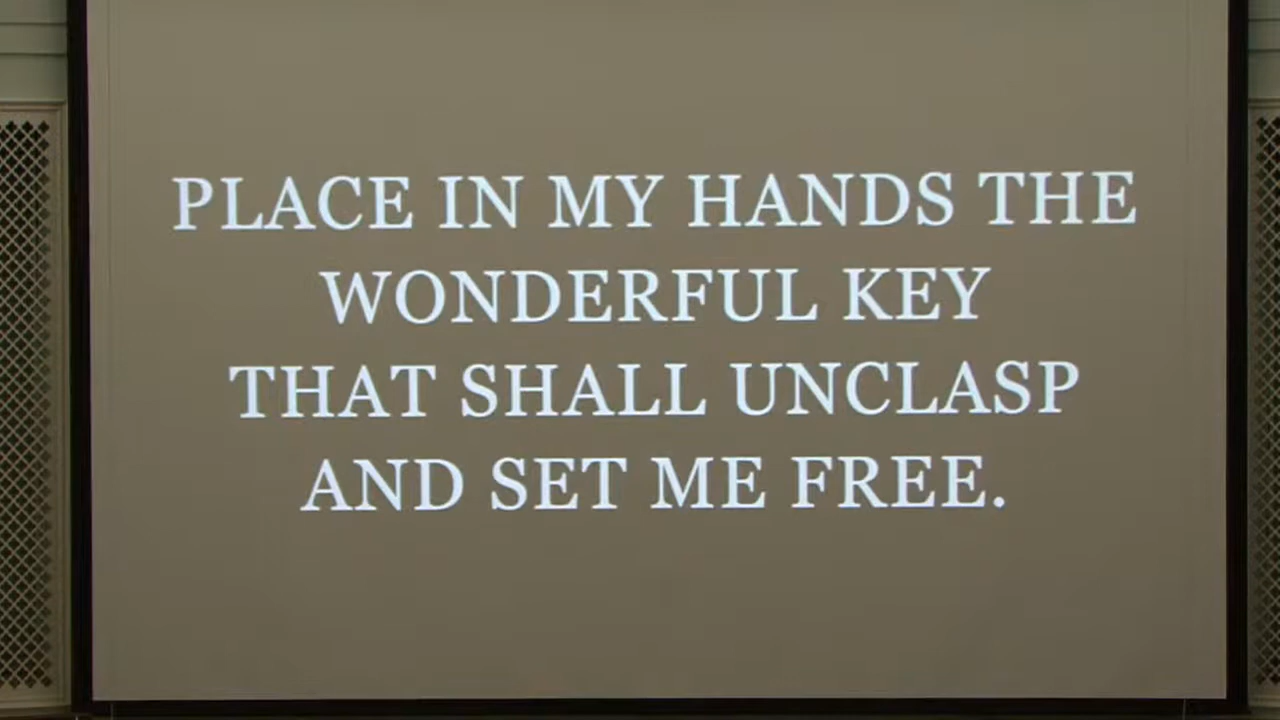 PLACE IN MY HANDS THE
WONDERFUL KEY
THAT SHALL UNCLASP
AND SET ME FREE.